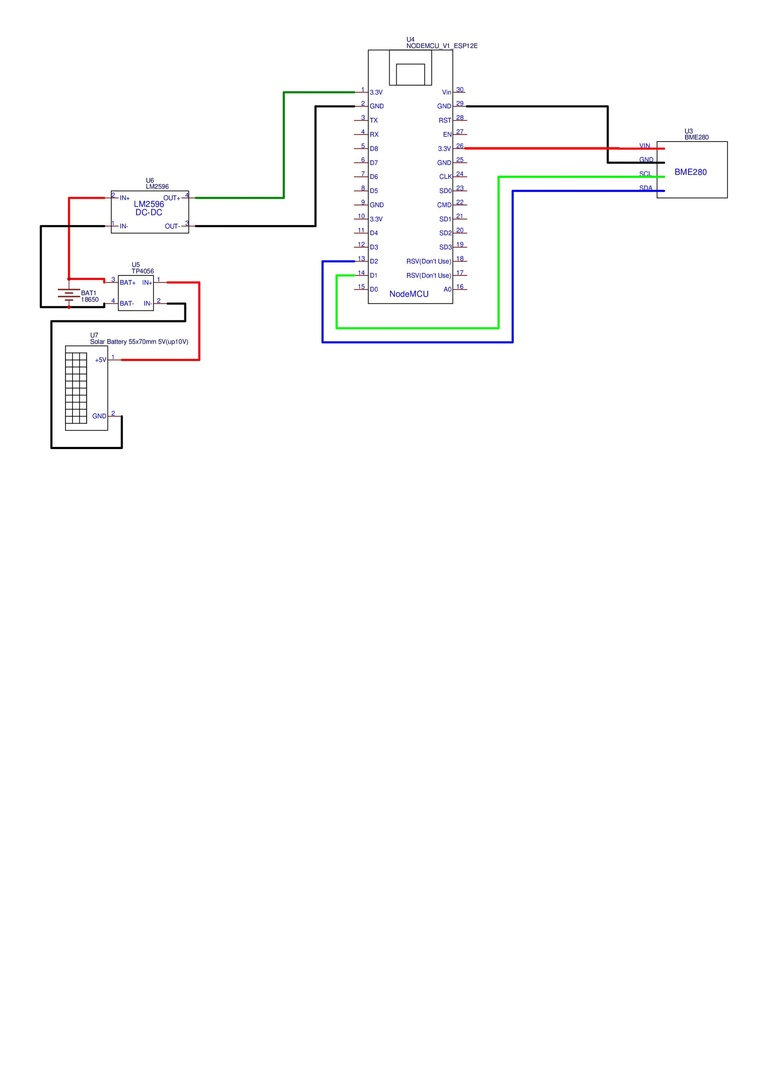 U4
NODEMCU_V1_ESP12E
1 3.3V Vin 30
2 GND GND 29
3 TX RST 28
4 RX EN 27
5 D8 3.3V 26
6 D7 GND 25
7 D6 CLK 24
8 D5 SD0 23
9 GND CMD 22
10 3.3V SD1 21
11 D4 SD2 20
12 D3 SD3 19
13 D2 RSV(Don't Use) 18
14 D1 RSV(Don't Use) 17
15 D0 A0 16
NodeMCU
U3
BME280
VIN
GND
SCL
SDA
BME280
U6
LM2596
2 IN+ OUT+ 4
LM2596
DC-DC
1 IN- OUT- 3
U5
TP4056
3 BAT+ IN+ 1
4 BAT- IN- 2
BAT1
18650
U7
Solar Battery 55x70mm 5V(up10V)
+5V 1
GND 2